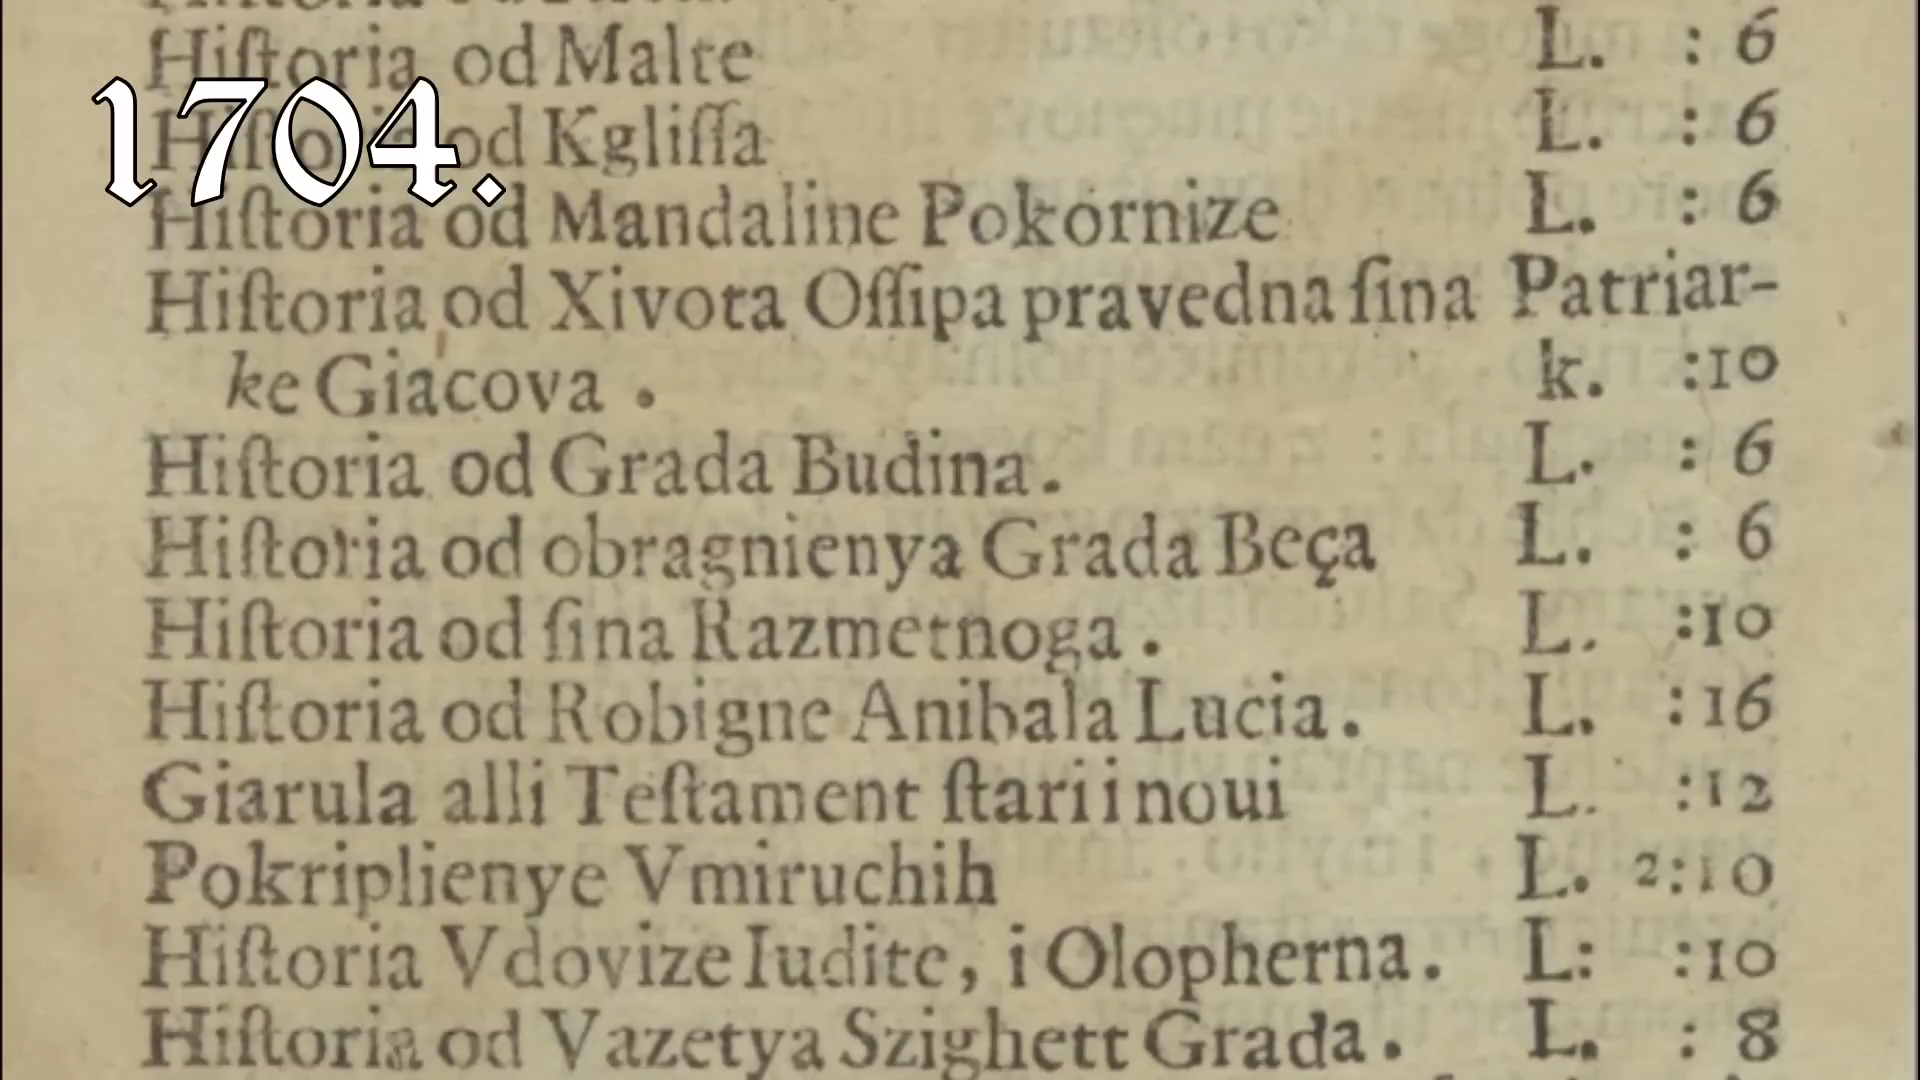 Hiſtoria od Malte L. : 6
1704.
od Kgliſſa L. : 6
Hiſtoria od Mandaline Pokornize L. : 6
Hiſtoria od Xivota Oſſipa pravedna ſina Patriar-
ke Giacova . k. :10
Hiſtoria od Grada Budina. L. : 6
Hiſtoria od obragnienya Grada Beça L. : 6
Hiſtoria od ſina Razmetnoga . L. :10
Hiſtoria od Robigne Anibala Lucia. L. :16
Giarula alli Teſtament ſtari i noui L. :12
Pokriplienye Vmiruchih L. 2:10
Hiſtoria Vdovize Iudite, i Olopherna. L: :10
Hiſtoria od Vazetya Szighett Grada. L. : 8